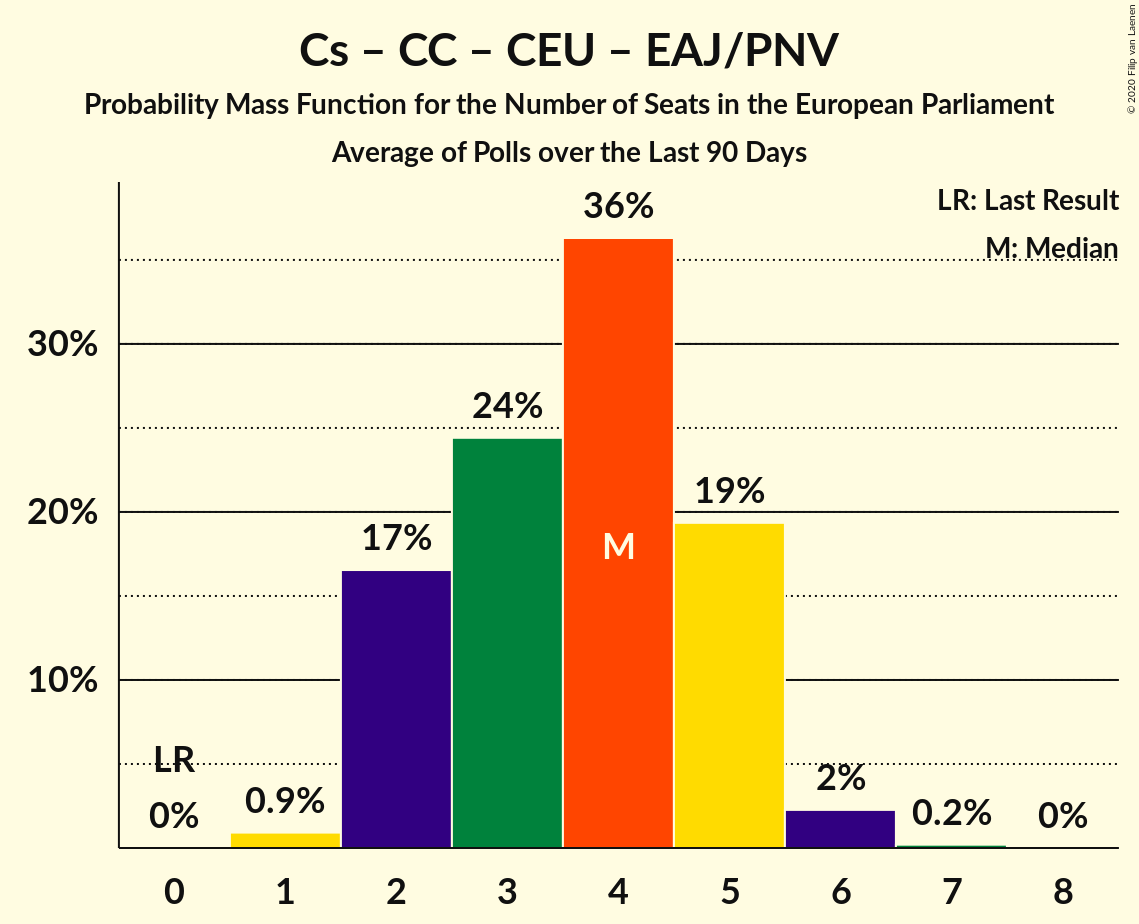 Cs – CC – CEU – EAJ/PNV
Probability Mass Function for the Number of Seats in the European Parliament
Average of Polls over the Last 90 Days
© 2020 Filip van Laenen
LR: Last Result
M: Median
36%
30%
24%
20%
19%
17%
M
10%
LR
0%
0.9%
2%
0.2%
0%
0 1 2 3 4 5 6 7 8